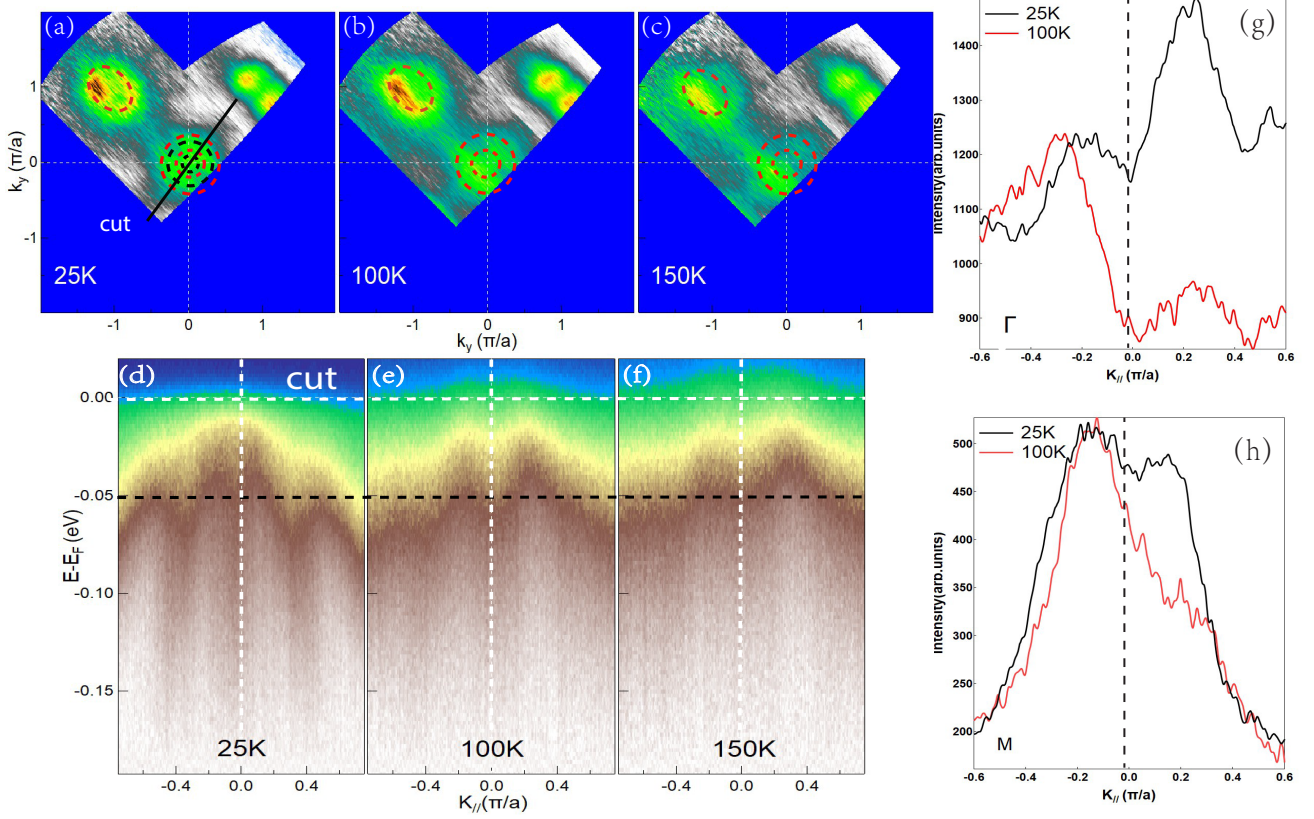 (a)
(b)
(c)
1
0
-1
k_y (π/a)
cut
25K
100K
150K
-1 0 1
-1 0 1
-1 0 1
k_y (π/a)
(d)
cut
(e)
(f)
0.00
-0.05
-0.10
-0.15
E-E_F (eV)
25K
100K
150K
-0.4 0.0 0.4
-0.4 0.0 0.4
-0.4 0.0 0.4
K_//(π/a)
25K
100K
(g)
1400
1300
1200
1100
1000
900
Intensity(arb.units)
Γ
-0.6 -0.4 -0.2 0.0 0.2 0.4 0.6
K_// (π/a)
25K
100K
(h)
500
450
400
350
300
250
200
Intensity(arb.units)
M
-0.6 -0.4 -0.2 0.0 0.2 0.4 0.6
K_// (π/a)